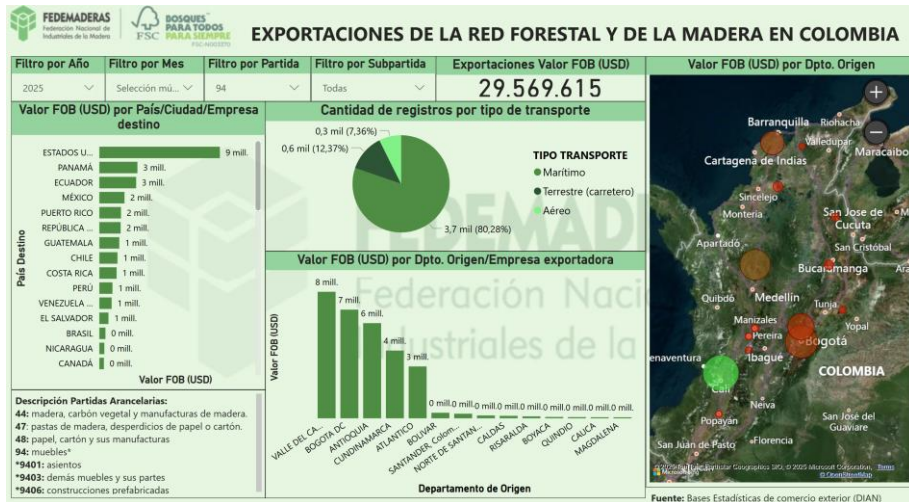 FEDEMADERAS
Federación Nacional de
Industriales de la Madera
FSC
BOSQUES
PARA TODOS
PARA SIEMPRE
EXPORTACIONES DE LA RED FORESTAL Y DE LA MADERA EN COLOMBIA
Filtro por Año
2025
Filtro por Mes
Selección mú...
Filtro por Partida
94
Filtro por Subpartida
Todas
Exportaciones Valor FOB (USD)
29.569.615
Valor FOB (USD) por País/Ciudad/Empresa
destino
País Destino
ESTADOS U... 9 mill.
PANAMÁ 3 mill.
ECUADOR 3 mill.
MÉXICO 2 mill.
PUERTO RICO 2 mill.
REPÚBLICA ... 2 mill.
GUATEMALA 1 mill.
CHILE 1 mill.
COSTA RICA 1 mill.
PERÚ 1 mill.
VENEZUELA ... 1 mill.
EL SALVADOR 1 mill.
BRASIL 0 mill.
NICARAGUA 0 mill.
CANADÁ 0 mill.
Valor FOB (USD)
Descripción Partidas Arancelarias:
44: madera, carbón vegetal y manufacturas de madera.
47: pastas de madera, desperdicios de papel o cartón.
48: papel, cartón y sus manufacturas
94: muebles*
*9401: asientos
*9403: demás muebles y sus partes
*9406: construcciones prefabricadas
Cantidad de registros por tipo de transporte
0,3 mil (7,36%)
0,6 mil (12,37%)
3,7 mil (80,28%)
TIPO TRANSPORTE
Marítimo
Terrestre (carretero)
Aéreo
Valor FOB (USD) por Dpto. Origen/Empresa exportadora
Valor FOB (USD)
8 mill.
7 mill.
6 mill.
4 mill.
3 mill.
0 mill. 0 mill. 0 mill. 0 mill. 0 mill. 0 mill. 0 mill. 0 mill. 0 mill.
VALLE DEL CA...
BOGOTA DC
ANTIOQUIA
CUNDINAMARCA
ATLANTICO
BOLIVAR
SANTANDER, Colom...
NORTE DE SANTAN...
CALDAS
RISARALDA
BOYACA
QUINDIO
CAUCA
MAGDALENA
Departamento de Origen
Valor FOB (USD) por Dpto. Origen
+
−
Barranquilla
Riohacha
Valledupar
Maracaibo
Cartagena de Indias
Sincelejo
Montería
San Jose de
Cucuta
Apartadó
San Cristóbal
Bucaramanga
Medellín
Quibdó
Tunja
Yopal
Manizales
Pereira
Bogotá
Ibagué
enaventura
COLOMBIA
Cali
Neiva
Popayán
San José del
Guaviare
Florencia
San Juán de Pasto
Microsoft
© 2025 Microsoft Corporation, Terms
© OpenStreetMap
Fuente: Bases Estadísticas de comercio exterior (DIAN)